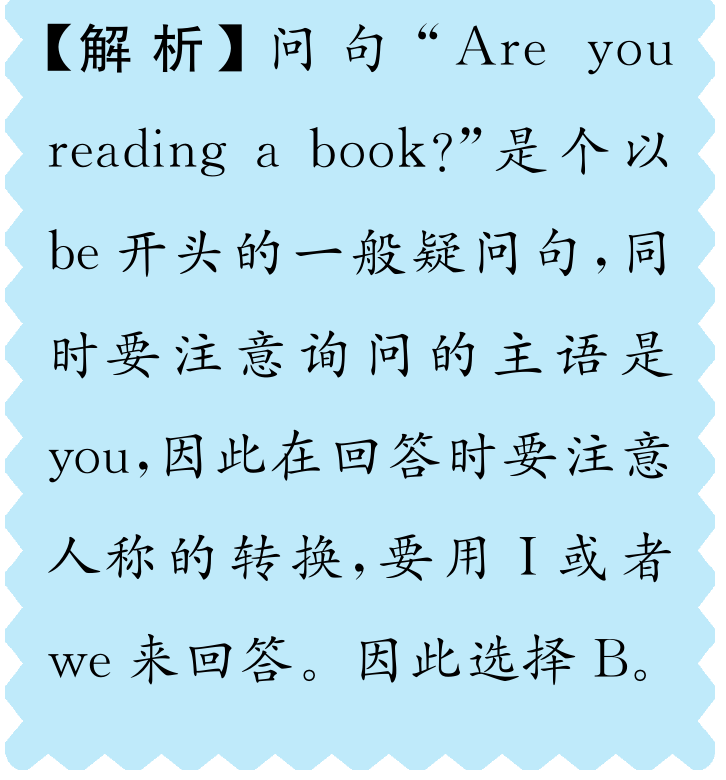 【解析】问句“Are you
reading a book?”是个以
be开头的一般疑问句,同
时要注意询问的主语是
you,因此在回答时要注意
人称的转换,要用I或者
we来回答。因此选择B。